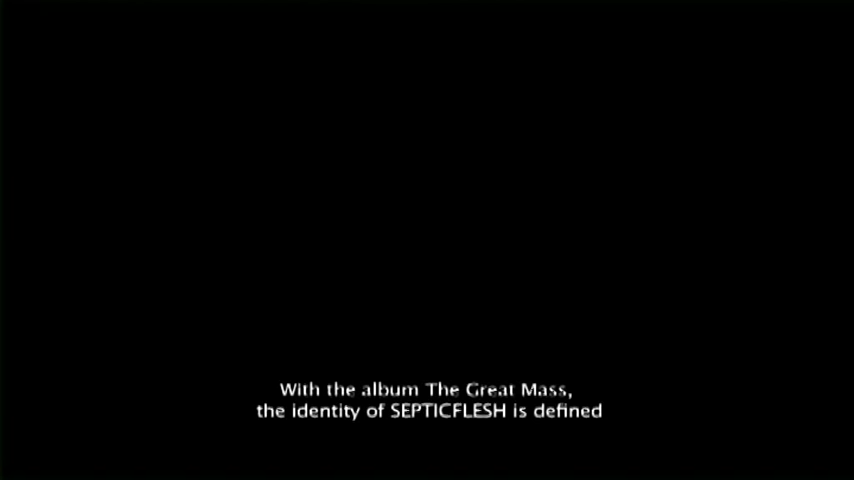 With the album The Great Mass,
the identity of SEPTICFLESH is defined